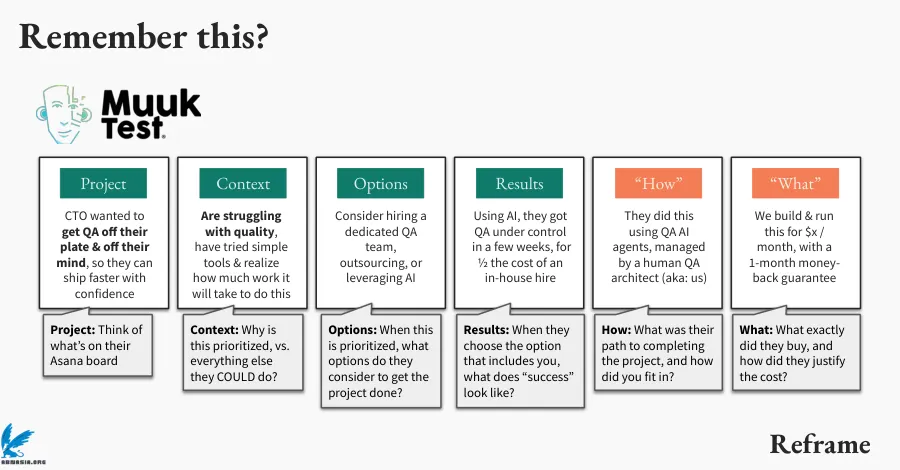 Remember this?
Muuk
Test®
Project
CTO wanted to
get QA off their
plate & off their
mind, so they can
ship faster with
confidence
Context
Are struggling
with quality,
have tried simple
tools & realize
how much work it
will take to do this
Options
Consider hiring a
dedicated QA
team,
outsourcing, or
leveraging AI
Results
Using AI, they got
QA under control
in a few weeks, for
½ the cost of an
in-house hire
“How”
They did this
using QA AI
agents, managed
by a human QA
architect (aka: us)
“What”
We build & run
this for $x /
month, with a
1-month money-
back guarantee
Project: Think of
what’s on their
Asana board
Context: Why is
this prioritized, vs.
everything else
they COULD do?
Options: When this
is prioritized, what
options do they
consider to get the
project done?
Results: When they
choose the option
that includes you,
what does “success”
look like?
How: What was their
path to completing
the project, and how
did you fit in?
What: What exactly
did they buy, and
how did they justify
the cost?
Reframe